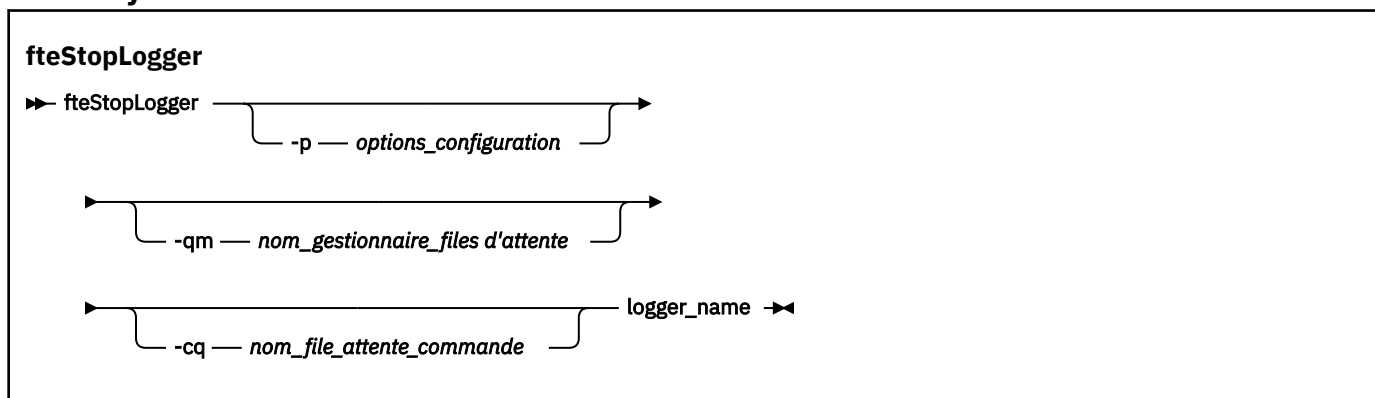 fteStopLogger
fteStopLogger
-p options_configuration
-qm nom_gestionnaire_files d'attente
logger_name
-cq nom_file_attente_commande